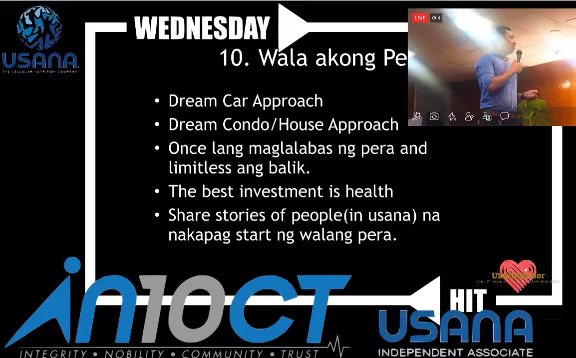 WEDNESDAY
USANA
THE CELLULAR NUTRITION COMPANY
LIVE
4
10. Wala akong Pe
• Dream Car Approach
• Dream Condo/House Approach
• Once lang maglalabas ng pera and
limitless ang balik.
• The best investment is health
• Share stories of people(in usana) na
nakapag start ng walang pera.
in10CT
INTEGRITY • NOBILITY • COMMUNITY • TRUST
HIT
USANA
INDEPENDENT ASSOCIATE